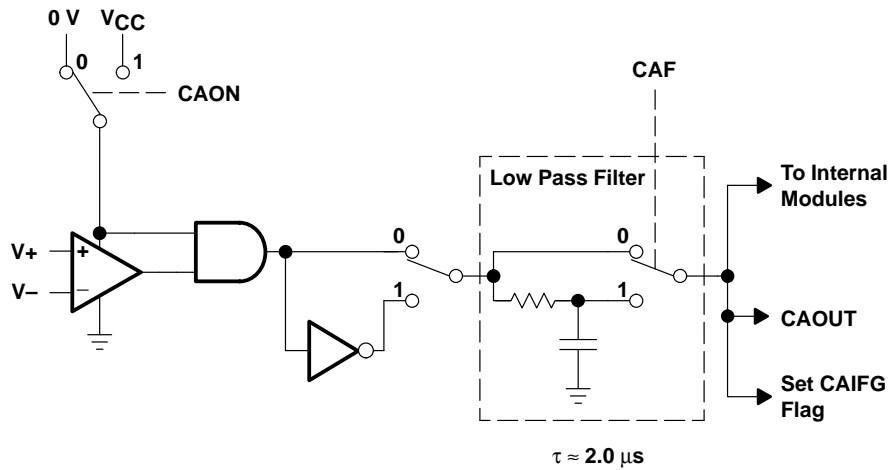 0 V
VCC
0
1
CAON
CAF
Low Pass Filter
To Internal
Modules
V+
+
V−
−
0
0
1
1
CAOUT
Set CAIFG
Flag
τ ≈ 2.0 μs